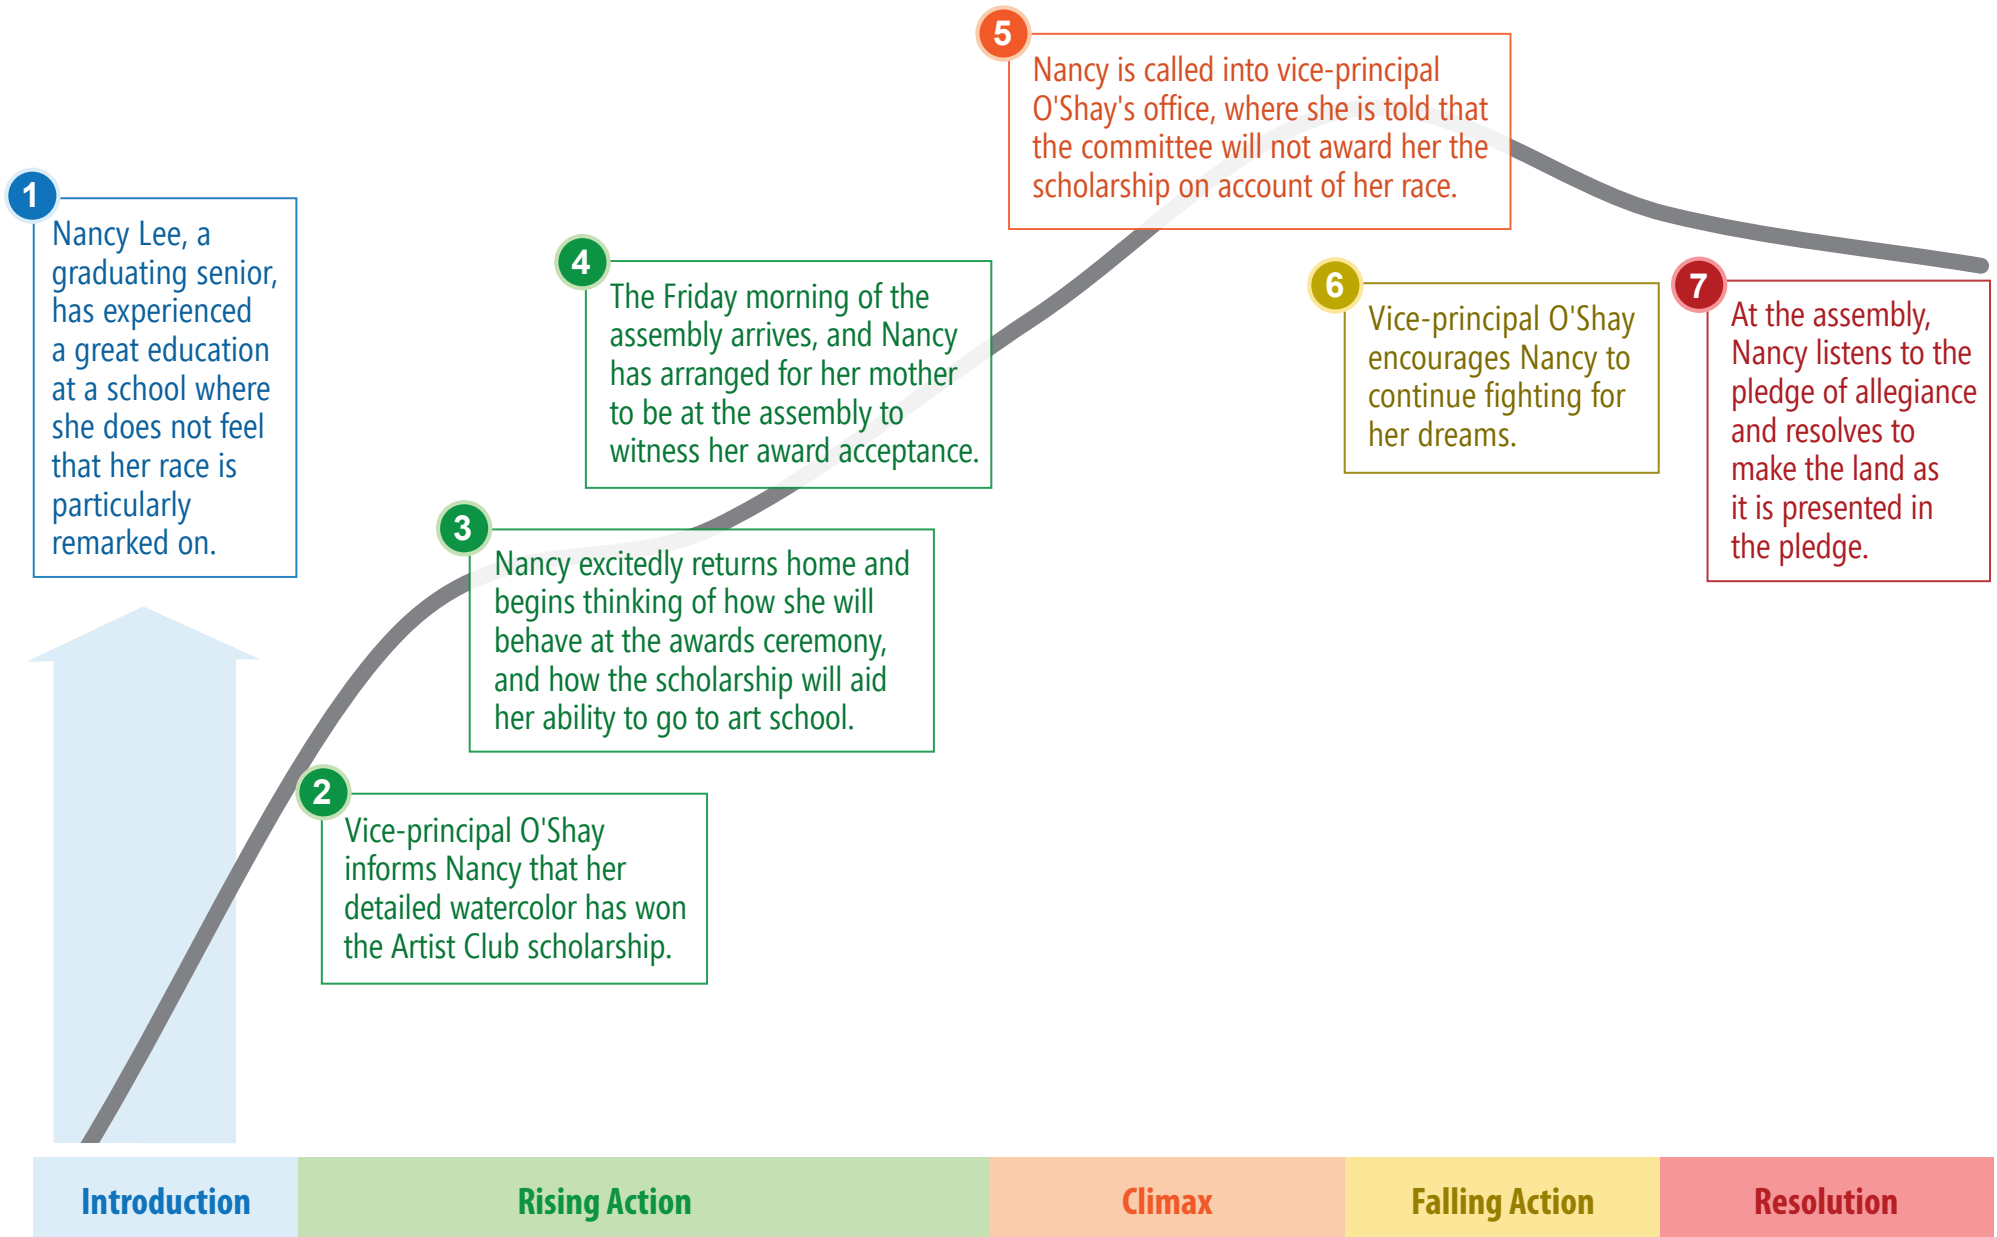 1
Nancy Lee, a
graduating senior,
has experienced
a great education
at a school where
she does not feel
that her race is
particularly
remarked on.
2
Vice-principal O'Shay
informs Nancy that her
detailed watercolor has won
the Artist Club scholarship.
3
Nancy excitedly returns home and
begins thinking of how she will
behave at the awards ceremony,
and how the scholarship will aid
her ability to go to art school.
4
The Friday morning of the
assembly arrives, and Nancy
has arranged for her mother
to be at the assembly to
witness her award acceptance.
5
Nancy is called into vice-principal
O'Shay's office, where she is told that
the committee will not award her the
scholarship on account of her race.
6
Vice-principal O'Shay
encourages Nancy to
continue fighting for
her dreams.
7
At the assembly,
Nancy listens to the
pledge of allegiance
and resolves to
make the land as
it is presented in
the pledge.
Introduction
Rising Action
Climax
Falling Action
Resolution